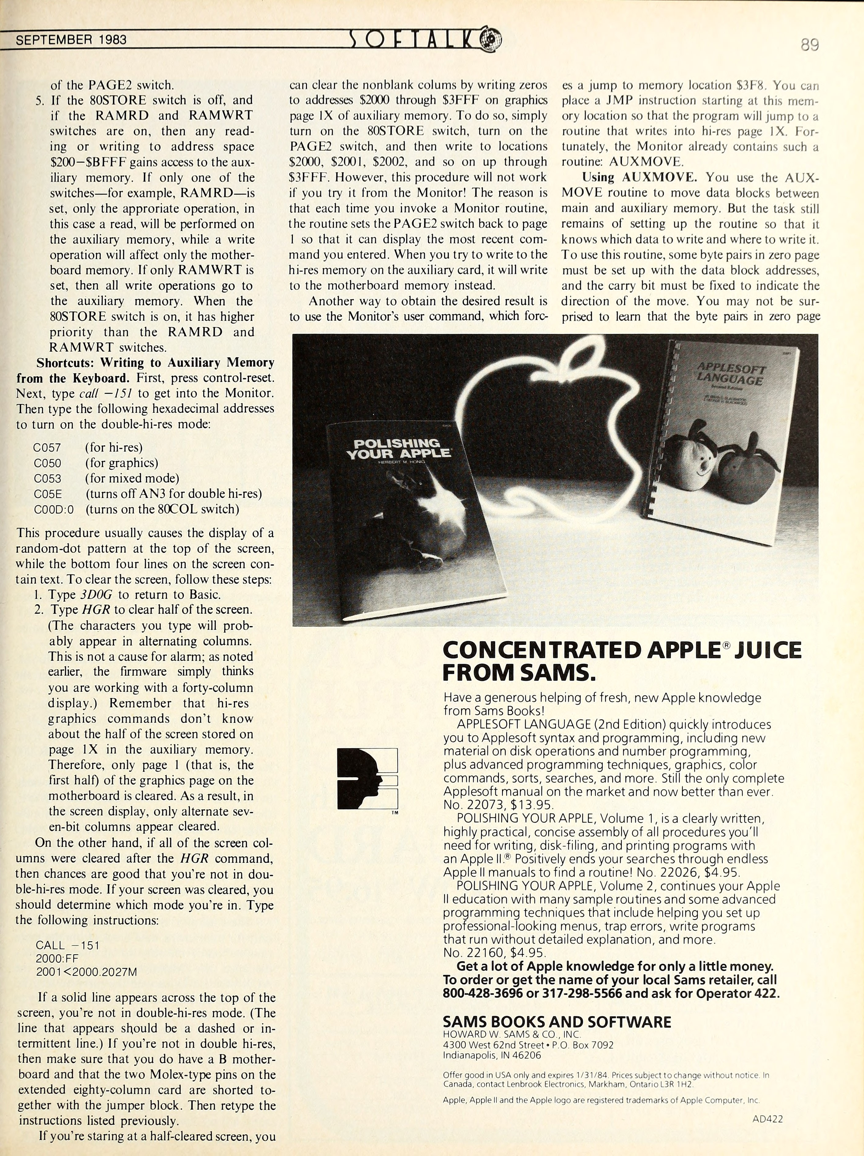 SEPTEMBER 1983
SOFTALK
89
of the PAGE2 switch.
5. If the 80STORE switch is off, and
if the RAMRD and RAMWRT
switches are on, then any read-
ing or writing to address space
$200–$BFFF gains access to the aux-
iliary memory. If only one of the
switches—for example, RAMRD—is
set, only the approriate operation, in
this case a read, will be performed on
the auxiliary memory, while a write
operation will affect only the mother-
board memory. If only RAMWRT is
set, then all write operations go to
the auxiliary memory. When the
80STORE switch is on, it has higher
priority than the RAMRD and
RAMWRT switches.
Shortcuts: Writing to Auxiliary Memory
from the Keyboard. First, press control-reset.
Next, type call –151 to get into the Monitor.
Then type the following hexadecimal addresses
to turn on the double-hi-res mode:
C057 (for hi-res)
C050 (for graphics)
C053 (for mixed mode)
C05E (turns off AN3 for double hi-res)
C00D:0 (turns on the 80COL switch)
This procedure usually causes the display of a
random-dot pattern at the top of the screen,
while the bottom four lines on the screen con-
tain text. To clear the screen, follow these steps:
1. Type 3D0G to return to Basic.
2. Type HGR to clear half of the screen.
(The characters you type will prob-
ably appear in alternating columns.
This is not a cause for alarm; as noted
earlier, the firmware simply thinks
you are working with a forty-column
display.) Remember that hi-res
graphics commands don't know
about the half of the screen stored on
page 1X in the auxiliary memory.
Therefore, only page 1 (that is, the
first half) of the graphics page on the
motherboard is cleared. As a result, in
the screen display, only alternate sev-
en-bit columns appear cleared.
On the other hand, if all of the screen col-
umns were cleared after the HGR command,
then chances are good that you're not in dou-
ble-hi-res mode. If your screen was cleared, you
should determine which mode you're in. Type
the following instructions:
CALL –151
2000:FF
2001<2000.2027M
If a solid line appears across the top of the
screen, you're not in double-hi-res mode. (The
line that appears should be a dashed or in-
termittent line.) If you're not in double hi-res,
then make sure that you do have a B mother-
board and that the two Molex-type pins on the
extended eighty-column card are shorted to-
gether with the jumper block. Then retype the
instructions listed previously.
If you're staring at a half-cleared screen, you
can clear the nonblank colums by writing zeros
to addresses $2000 through $3FFF on graphics
page 1X of auxiliary memory. To do so, simply
turn on the 80STORE switch, turn on the
PAGE2 switch, and then write to locations
$2000, $2001, $2002, and so on up through
$3FFF. However, this procedure will not work
if you try it from the Monitor! The reason is
that each time you invoke a Monitor routine,
the routine sets the PAGE2 switch back to page
1 so that it can display the most recent com-
mand you entered. When you try to write to the
hi-res memory on the auxiliary card, it will write
to the motherboard memory instead.
Another way to obtain the desired result is
to use the Monitor's user command, which forc-
es a jump to memory location $3F8. You can
place a JMP instruction starting at this mem-
ory location so that the program will jump to a
routine that writes into hi-res page 1X. For-
tunately, the Monitor already contains such a
routine: AUXMOVE.
Using AUXMOVE. You use the AUX-
MOVE routine to move data blocks between
main and auxiliary memory. But the task still
remains of setting up the routine so that it
knows which data to write and where to write it.
To use this routine, some byte pairs in zero page
must be set up with the data block addresses,
and the carry bit must be fixed to indicate the
direction of the move. You may not be sur-
prised to learn that the byte pairs in zero page
POLISHING
YOUR APPLE
HERBERT M. HONIG
APPLESOFT
LANGUAGE
CONCENTRATED APPLE® JUICE
FROM SAMS.
Have a generous helping of fresh, new Apple knowledge
from Sams Books!
APPLESOFT LANGUAGE (2nd Edition) quickly introduces
you to Applesoft syntax and programming, including new
material on disk operations and number programming,
plus advanced programming techniques, graphics, color
commands, sorts, searches, and more. Still the only complete
Applesoft manual on the market and now better than ever.
No. 22073, $13.95.
POLISHING YOUR APPLE, Volume 1, is a clearly written,
highly practical, concise assembly of all procedures you'll
need for writing, disk-filing, and printing programs with
an Apple II.® Positively ends your searches through endless
Apple II manuals to find a routine! No. 22026, $4.95.
POLISHING YOUR APPLE, Volume 2, continues your Apple
II education with many sample routines and some advanced
programming techniques that include helping you set up
professional-looking menus, trap errors, write programs
that run without detailed explanation, and more.
No. 22160, $4.95.
Get a lot of Apple knowledge for only a little money.
To order or get the name of your local Sams retailer, call
800-428-3696 or 317-298-5566 and ask for Operator 422.
TM
SAMS BOOKS AND SOFTWARE
HOWARD W. SAMS & CO., INC.
4300 West 62nd Street • P.O. Box 7092
Indianapolis, IN 46206
Offer good in USA only and expires 1/31/84. Prices subject to change without notice. In
Canada, contact Lenbrook Electronics, Markham, Ontario L3R 1H2.
Apple, Apple II and the Apple logo are registered trademarks of Apple Computer, Inc.
AD422